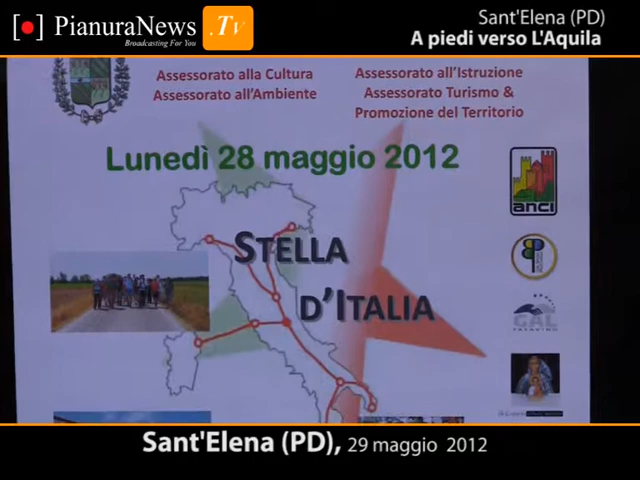 PianuraNews .Tv
Broadcasting For You
Sant'Elena (PD)
A piedi verso L'Aquila
Assessorato alla Cultura
Assessorato all'Ambiente
Assessorato all'Istruzione
Assessorato Turismo &
Promozione del Territorio
Lunedì 28 maggio 2012
anci
STELLA
D'ITALIA
GAL
PATAVINO
Sant'Elena (PD), 29 maggio 2012